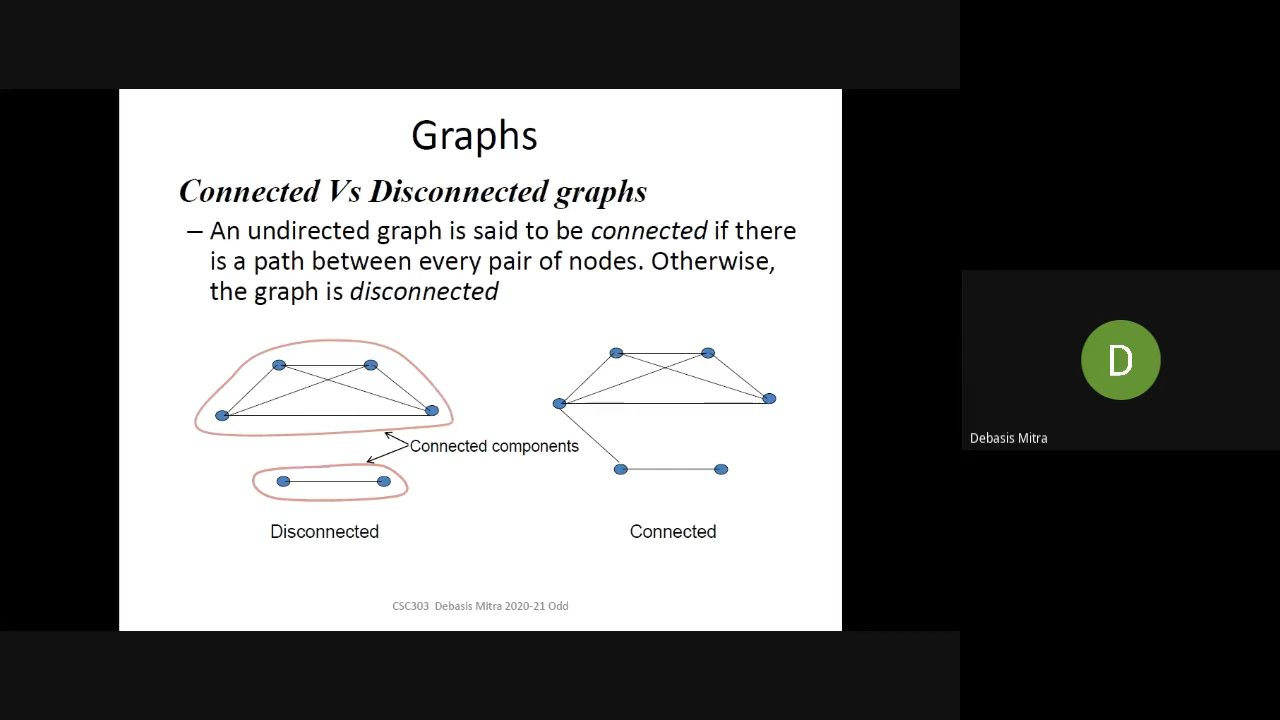 Graphs
Connected Vs Disconnected graphs
– An undirected graph is said to be connected if there
is a path between every pair of nodes. Otherwise,
the graph is disconnected
Connected components
Disconnected
Connected
CSC303 Debasis Mitra 2020-21 Odd
D
Debasis Mitra